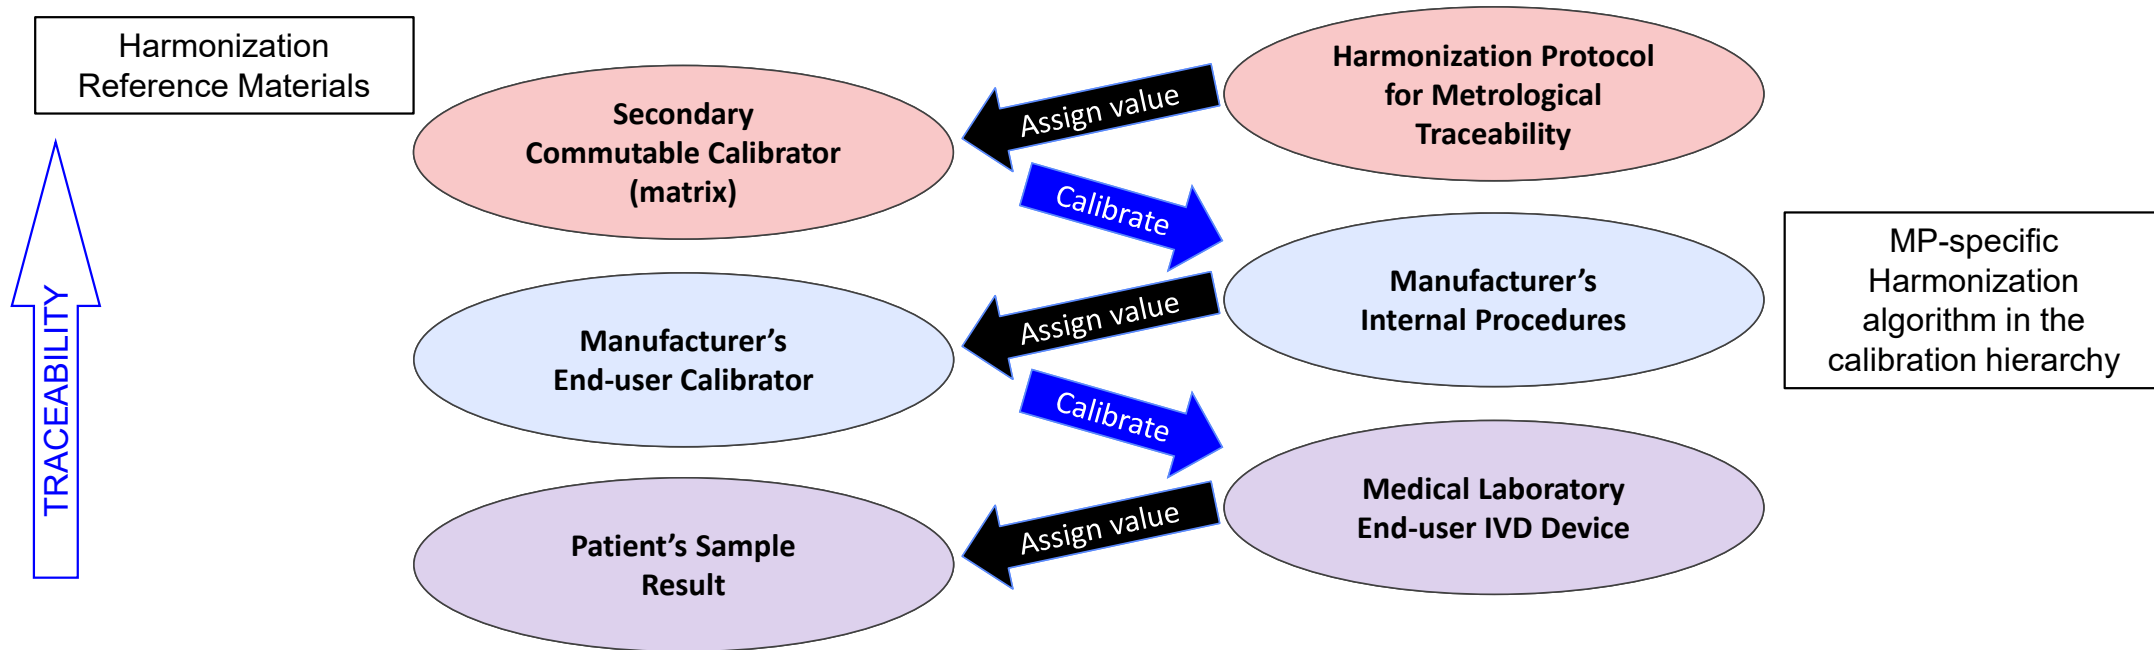 Harmonization
Reference Materials
Secondary
Commutable Calibrator
(matrix)
Assign value
Harmonization Protocol
for Metrological
Traceability
Calibrate
TRACEABILITY
Manufacturer’s
End-user Calibrator
Assign value
Manufacturer’s
Internal Procedures
MP-specific
Harmonization
algorithm in the
calibration hierarchy
Calibrate
Patient’s Sample
Result
Assign value
Medical Laboratory
End-user IVD Device